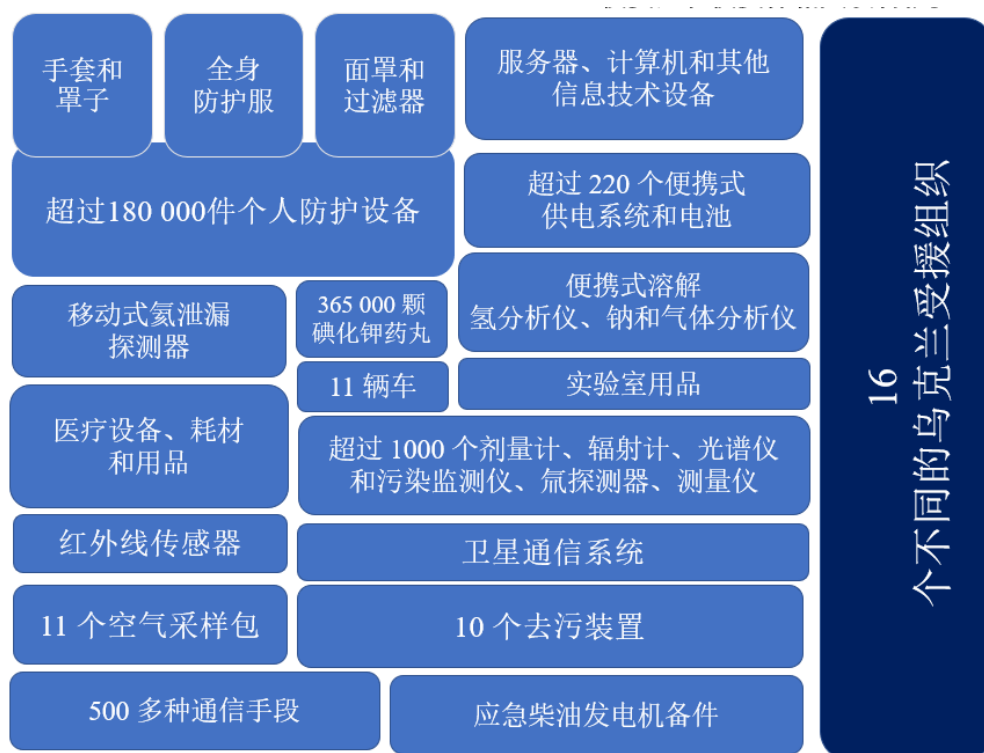 手套和
罩子
全身
防护服
面罩和
过滤器
服务器、计算机和其他
信息技术设备
超过180 000件个人防护设备
超过 220 个便携式
供电系统和电池
移动式氦泄漏
探测器
365 000 颗
碘化钾药丸
便携式溶解
氢分析仪、钠和气体分析仪
11 辆车
实验室用品
医疗设备、耗材
和用品
超过 1000 个剂量计、辐射计、光谱仪
和污染监测仪、氚探测器、测量仪
红外线传感器
卫星通信系统
11 个空气采样包
10 个去污装置
500 多种通信手段
应急柴油发电机备件
16
个不同的乌克兰受援组织